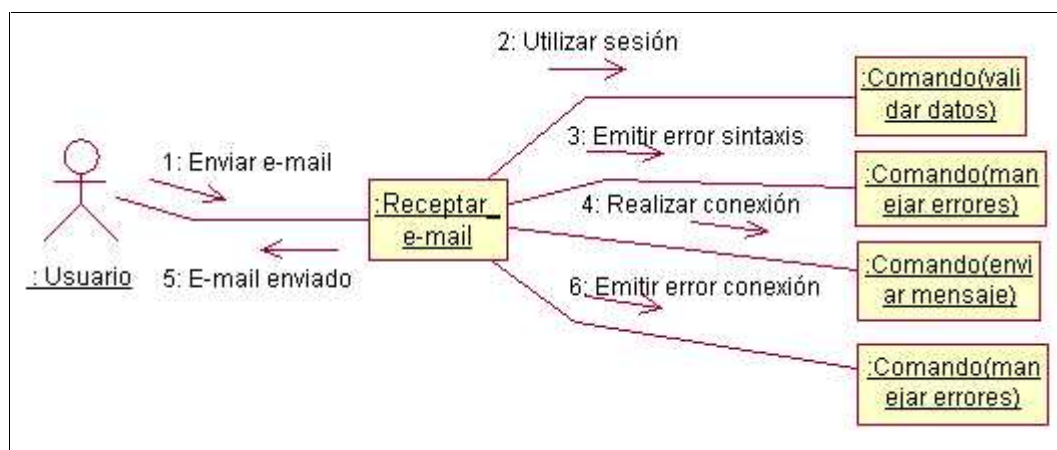 2: Utilizar sesión
:Comando(vali
dar datos)
3: Emitir error sintaxis
1: Enviar e-mail
:Comando(man
ejar errores)
:Receptar_
e-mail
4: Realizar conexión
: Usuario
5: E-mail enviado
:Comando(envi
ar mensaje)
6: Emitir error conexión
:Comando(man
ejar errores)